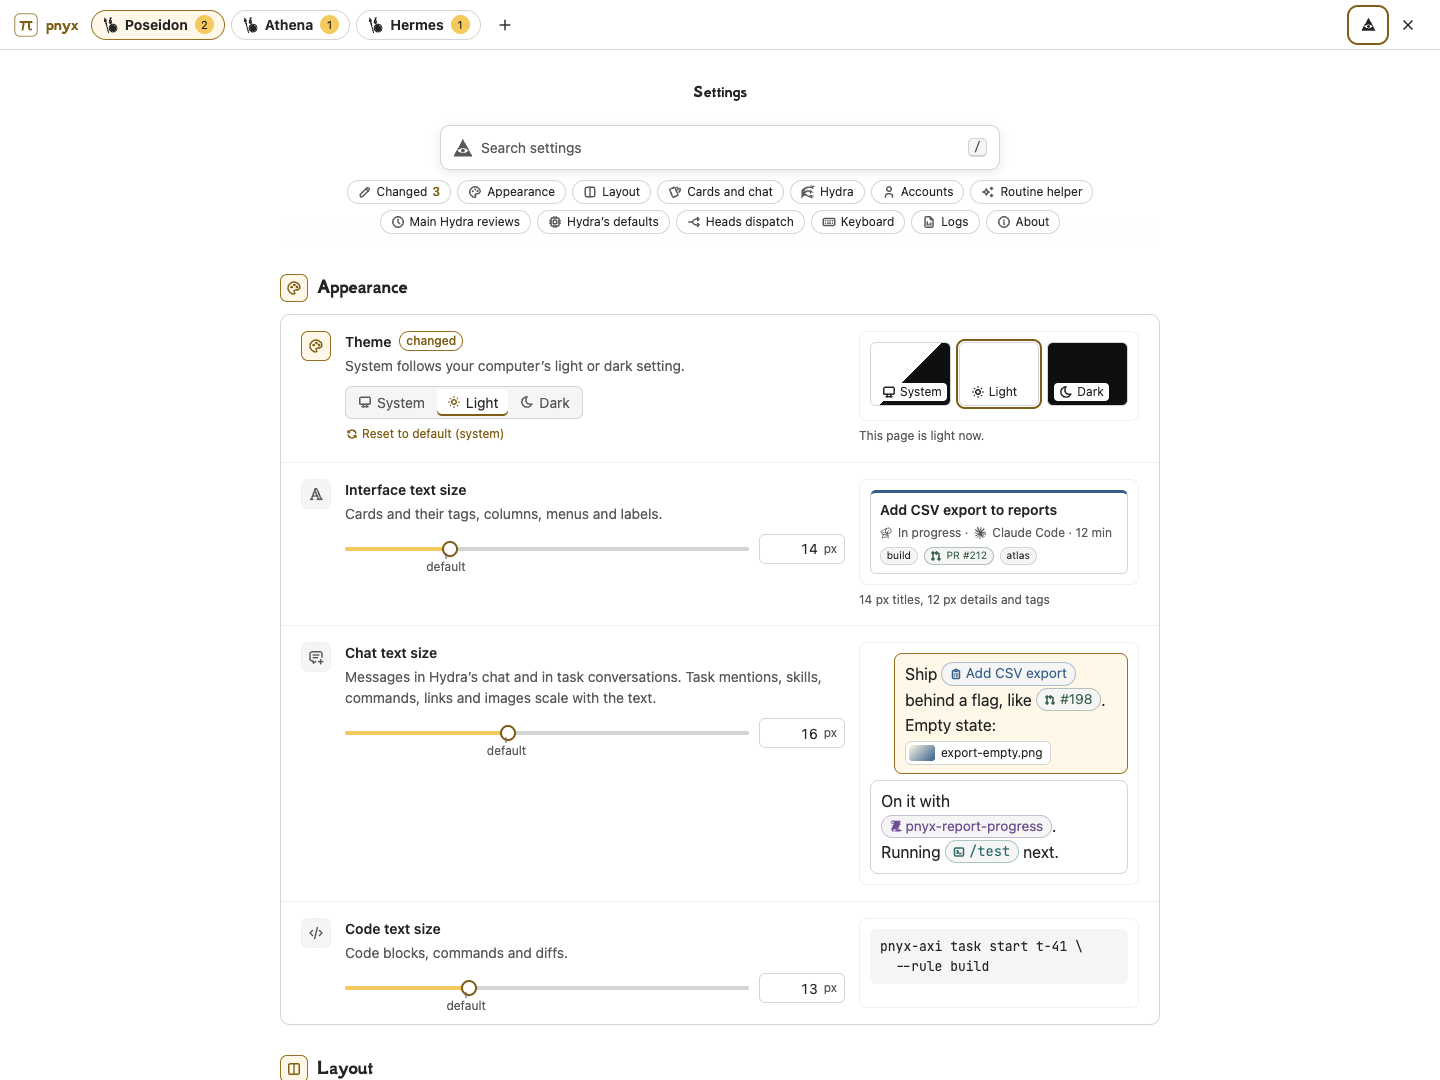 pnyx
Poseidon 2
Athena 1
Hermes 1
Settings
Search settings /
Changed 3
Appearance
Layout
Cards and chat
Hydra
Accounts
Routine helper
Main Hydra reviews
Hydra’s defaults
Heads dispatch
Keyboard
Logs
About
Appearance
Theme changed
System follows your computer’s light or dark setting.
System Light Dark
Reset to default (system)
System Light Dark
This page is light now.
Interface text size
Cards and their tags, columns, menus and labels.
14 px
default
Add CSV export to reports
In progress · Claude Code · 12 min
build PR #212 atlas
14 px titles, 12 px details and tags
Chat text size
Messages in Hydra’s chat and in task conversations. Task mentions, skills,
commands, links and images scale with the text.
16 px
default
Ship Add CSV export
behind a flag, like #198.
Empty state:
export-empty.png
On it with
pnyx-report-progress.
Running /test next.
Code text size
Code blocks, commands and diffs.
13 px
default
pnyx-axi task start t-41 \
--rule build
Layout